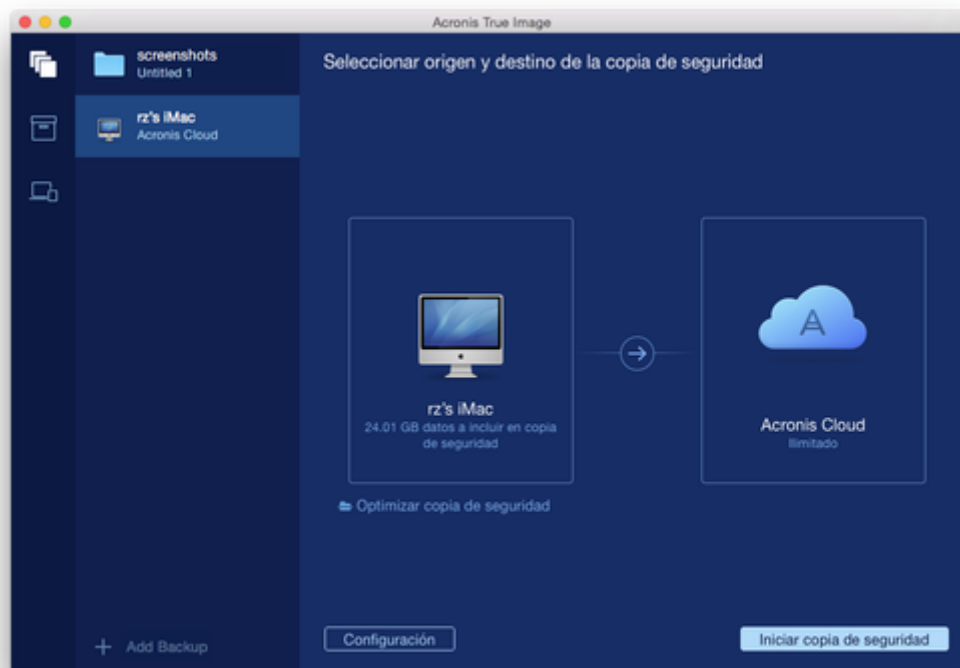 Acronis True Image
screenshots
Untitled 1
rz's iMac
Acronis Cloud
Seleccionar origen y destino de la copia de seguridad
rz's iMac
24.01 GB datos a incluir en copia
de seguridad
Acronis Cloud
Ilimitado
Optimizar copia de seguridad
Add Backup
Configuración
Iniciar copia de seguridad